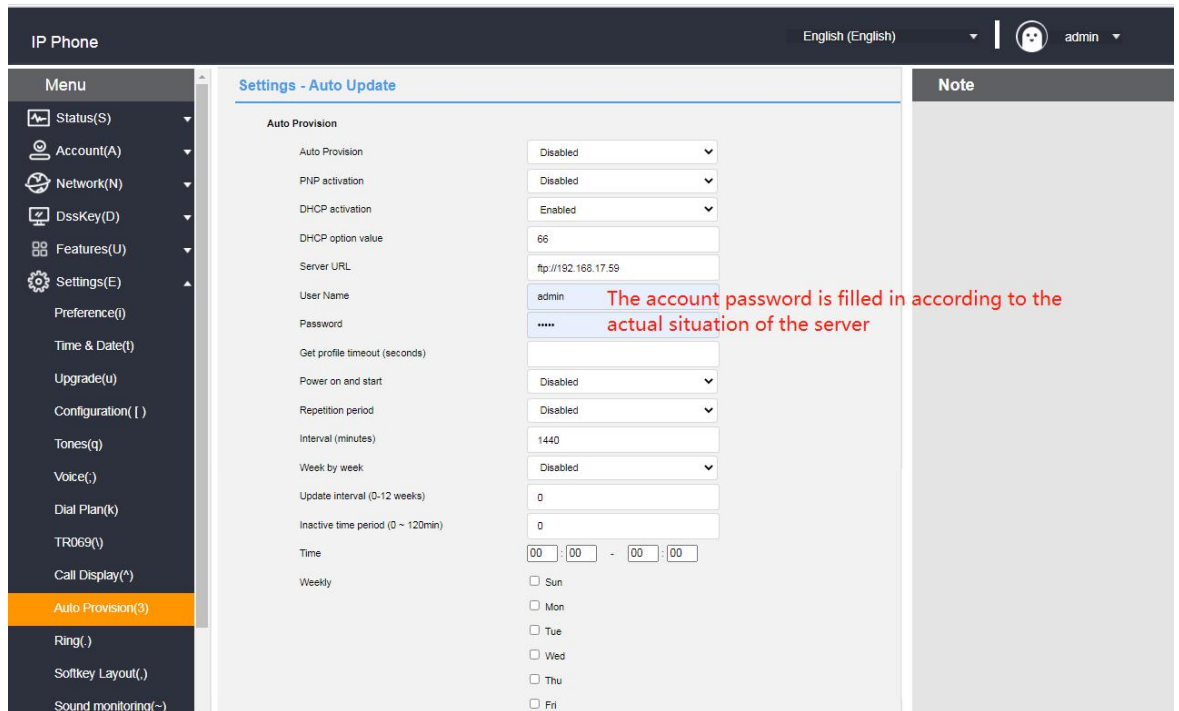 IP Phone
English (English)
admin
Menu
Status(S)
Account(A)
Network(N)
DssKey(D)
Features(U)
Settings(E)
Preference(i)
Time & Date(t)
Upgrade(u)
Configuration( [ )
Tones(q)
Voice(;)
Dial Plan(k)
TR069(\)
Call Display(^)
Auto Provision(3)
Ring(.)
Softkey Layout(,)
Sound monitoring(~)
Settings - Auto Update
Auto Provision
Auto Provision Disabled
PNP activation Disabled
DHCP activation Enabled
DHCP option value 66
Server URL ftp://192.168.17.59
User Name admin
Password •••••
The account password is filled in according to the
actual situation of the server
Get profile timeout (seconds)
Power on and start Disabled
Repetition period Disabled
Interval (minutes) 1440
Week by week Disabled
Update interval (0-12 weeks) 0
Inactive time period (0 ~ 120min) 0
Time 00 : 00 - 00 : 00
Weekly Sun
Mon
Tue
Wed
Thu
Fri
Note